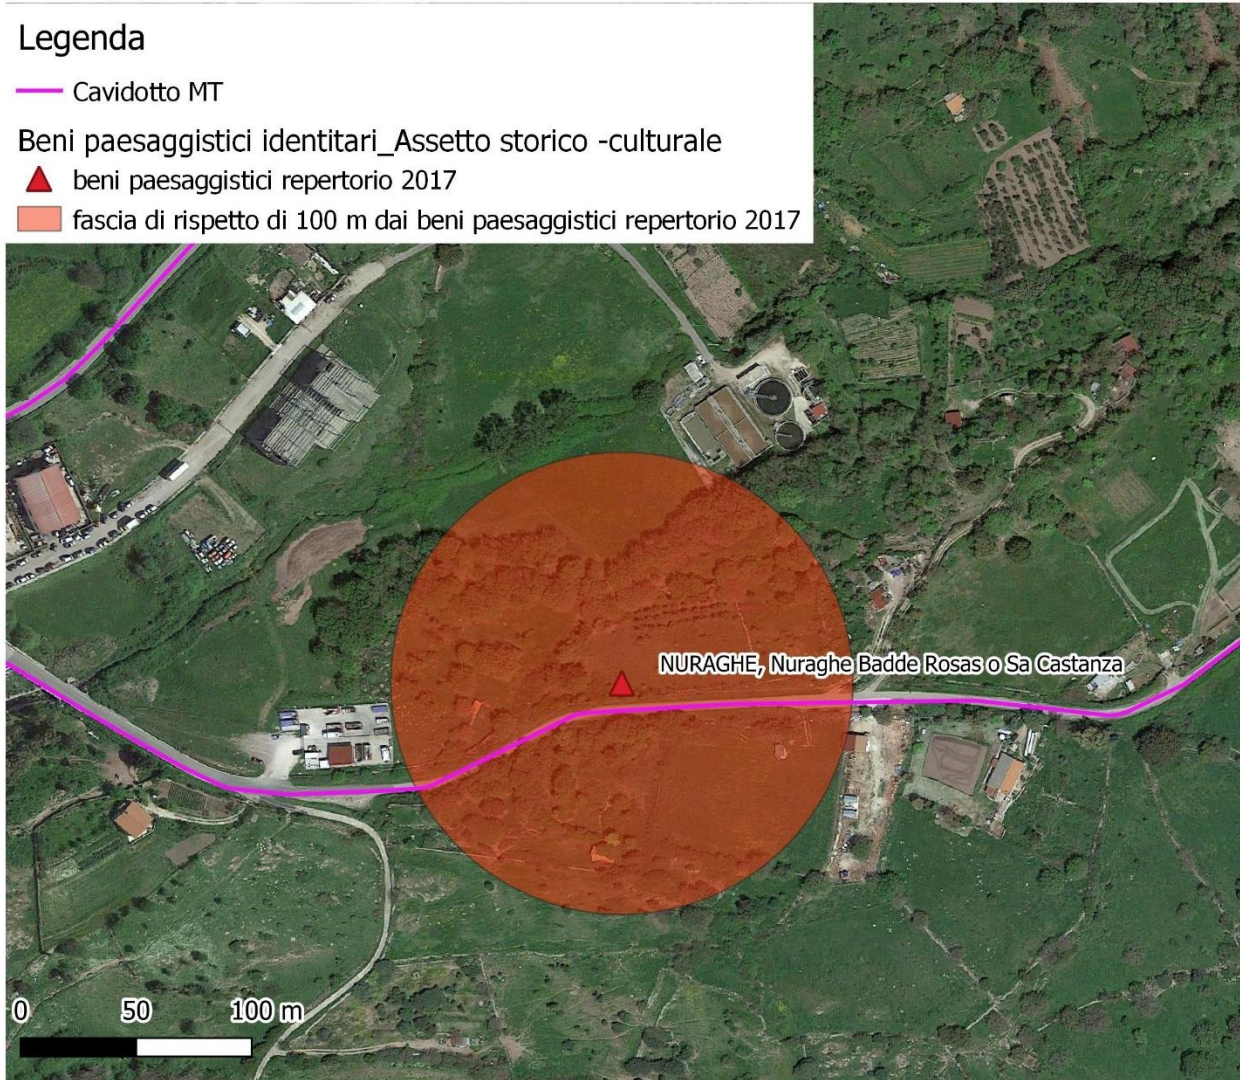 Legenda
Cavidotto MT
Beni paesaggistici identitari_Assetto storico -culturale
beni paesaggistici repertorio 2017
fascia di rispetto di 100 m dai beni paesaggistici repertorio 2017
NURAGHE, Nuraghe Badde Rosas o Sa Castanza
0 50 100 m